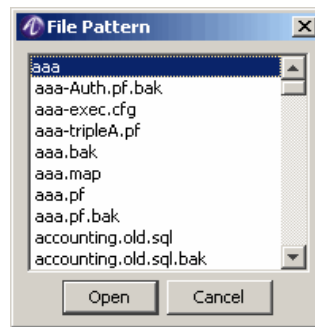 File Pattern
aaa
aaa-Auth.pf.bak
aaa-exec.cfg
aaa-tripleA.pf
aaa.bak
aaa.map
aaa.pf
aaa.pf.bak
accounting.old.sql
accounting.old.sql.bak
Open Cancel